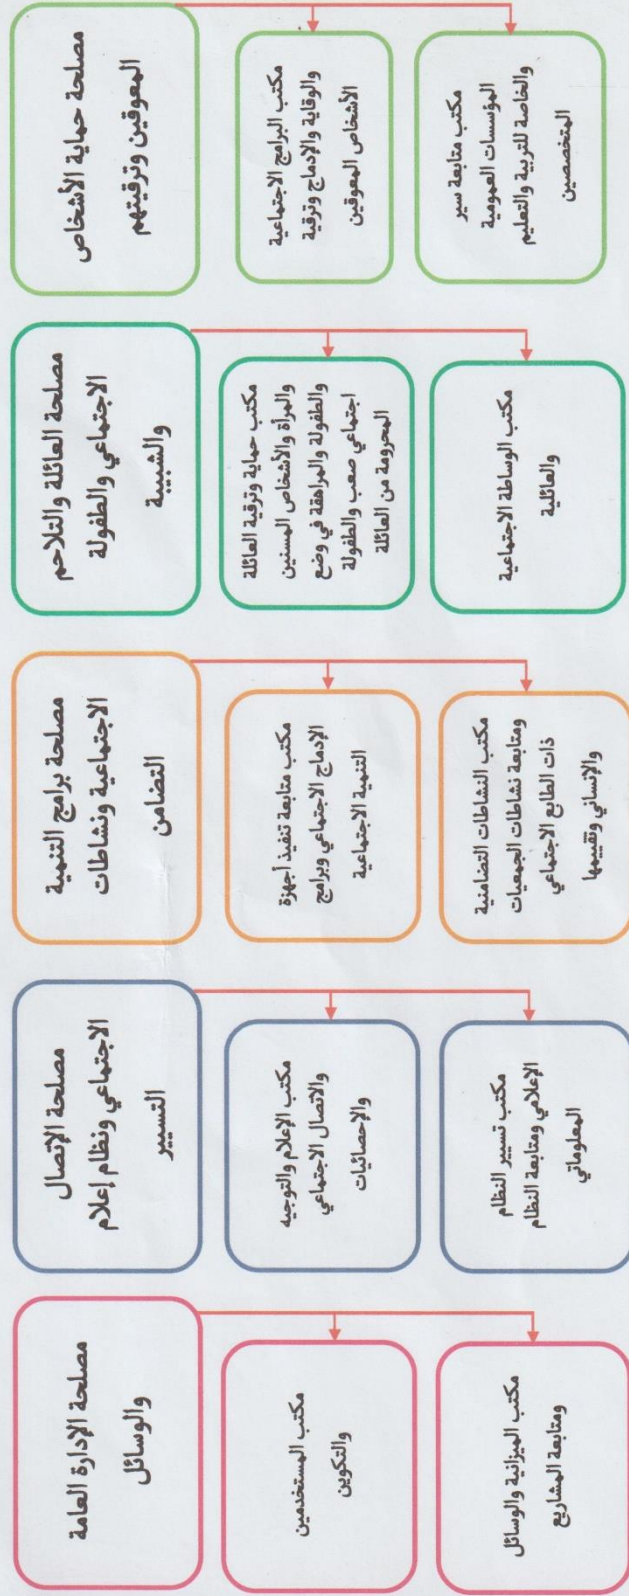 مصلحة حماية الأشخاص
المعوقين وترقيتهم
مكتب البرامج الاجتماعية
والوقاية والإدماج وترقية
الأشخاص المعوقين
مكتب متابعة سير
المؤسسات العمومية
والخاصة للتربية والتعليم
المتخصصين
مصلحة العائلة والتلاحم
الاجتماعي والطفولة
والشبيبة
مكتب حماية وترقية العائلة
والمرأة والأشخاص المسنين
والطفولة والمراهقة في وضع
اجتماعي صعب والطفولة
المحرومة من العائلة
مكتب الوساطة الاجتماعية
والعائلية
مصلحة برامج التنمية
الاجتماعية ونشاطات
التضامن
مكتب متابعة تنفيذ أجهزة
الإدماج الاجتماعي وبرامج
التنمية الاجتماعية
مكتب النشاطات التضامنية
ومتابعة نشاطات الجمعيات
ذات الطابع الاجتماعي
والإنساني وتقييمها
مصلحة الإتصال
الاجتماعي ونظام إعلام
التسيير
مكتب الإعلام والتوجيه
والاتصال الاجتماعي
والإحصائيات
مكتب تسيير النظام
الإعلامي ومتابعة النظام
المعلوماتي
مصلحة الإدارة العامة
والوسائل
مكتب المستخدمين
والتكوين
مكتب الميزانية والوسائل
ومتابعة المشاريع